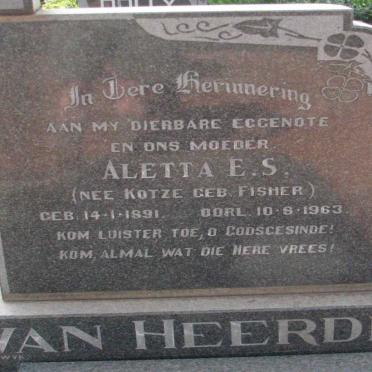 In Tere Herinnering
AAN MY DIERBARE EGGENOTE
EN ONS MOEDER
ALETTA E.S.
(NEE KOTZE GEB. FISHER)
GEB. 14-1-1891. OORL. 10-6-1963.
KOM LUISTER TOE, O GODSGESINDE!
KOM, ALMAL WAT DIE HERE VREES!
VAN HEERD